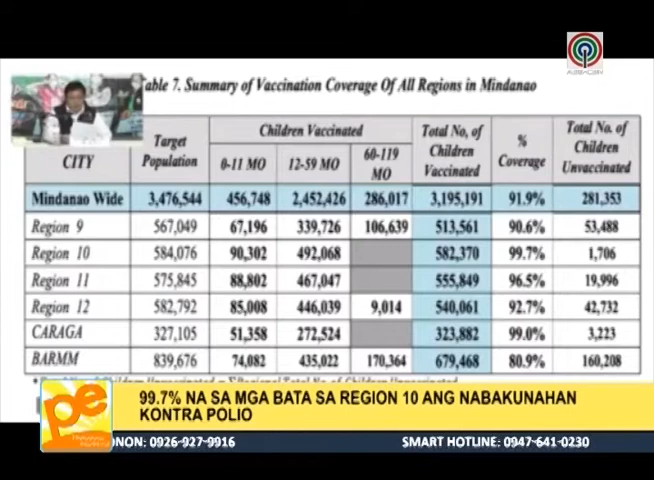 ABS-CBN
Table 7. Summary of Vaccination Coverage Of All Regions in Mindanao
CITY Target Population Children Vaccinated 0-11 MO 12-59 MO 60-119 MO Total No, of Children Vaccinated % Coverage Total No. of Children Unvaccinated
Mindanao Wide 3,476,544 456,748 2,452,426 286,017 3,195,191 91.9% 281,353
Region 9 567,049 67,196 339,726 106,639 513,561 90.6% 53,488
Region 10 584,076 90,302 492,068 582,370 99.7% 1,706
Region 11 575,845 88,802 467,047 555,849 96.5% 19,996
Region 12 582,792 85,008 446,039 9,014 540,061 92.7% 42,732
CARAGA 327,105 51,358 272,524 323,882 99.0% 3,223
BARMM 839,676 74,082 435,022 170,364 679,468 80.9% 160,208
pe
99.7% NA SA MGA BATA SA REGION 10 ANG NABAKUNAHAN
KONTRA POLIO
ONON: 0926-927-9916 SMART HOTLINE: 0947-641-0230